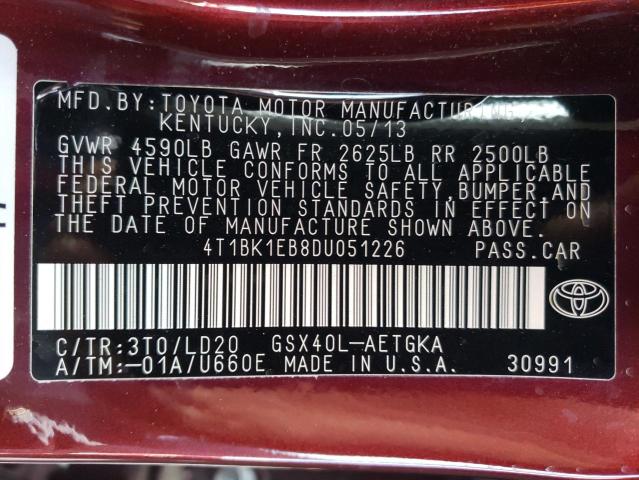 MFD. BY: TOYOTA MOTOR MANUFACTURING,
KENTUCKY, INC. 05/13
GVWR 4590LB GAWR FR 2625LB RR 2500LB
THIS VEHICLE CONFORMS TO ALL APPLICABLE
FEDERAL MOTOR VEHICLE SAFETY, BUMPER, AND
THEFT PREVENTION STANDARDS IN EFFECT ON
THE DATE OF MANUFACTURE SHOWN ABOVE.
4T1BK1EB8DU051226 PASS. CAR
C/TR: 3T0/LD20 GSX40L-AETGKA
A/TM: -01A/U660E MADE IN U.S.A. 30991